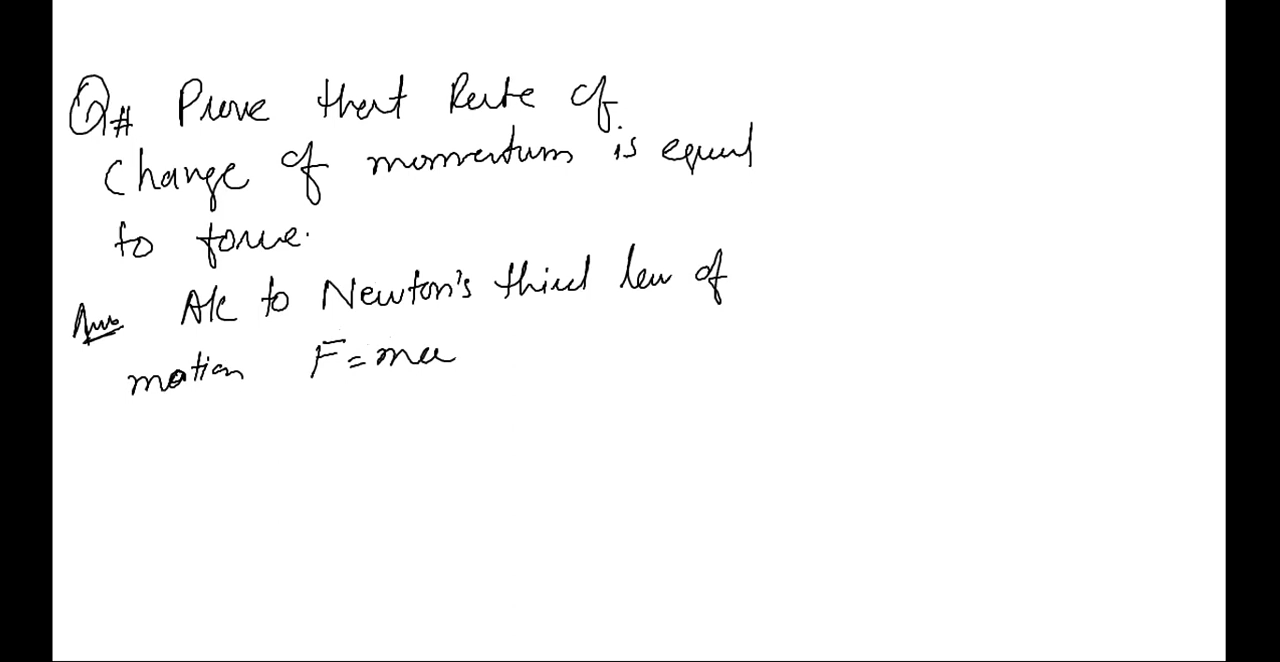 Q# Prove that Rate of
change of momentum is equal
to force.
Ans A/c to Newton's third law of
motion F=ma